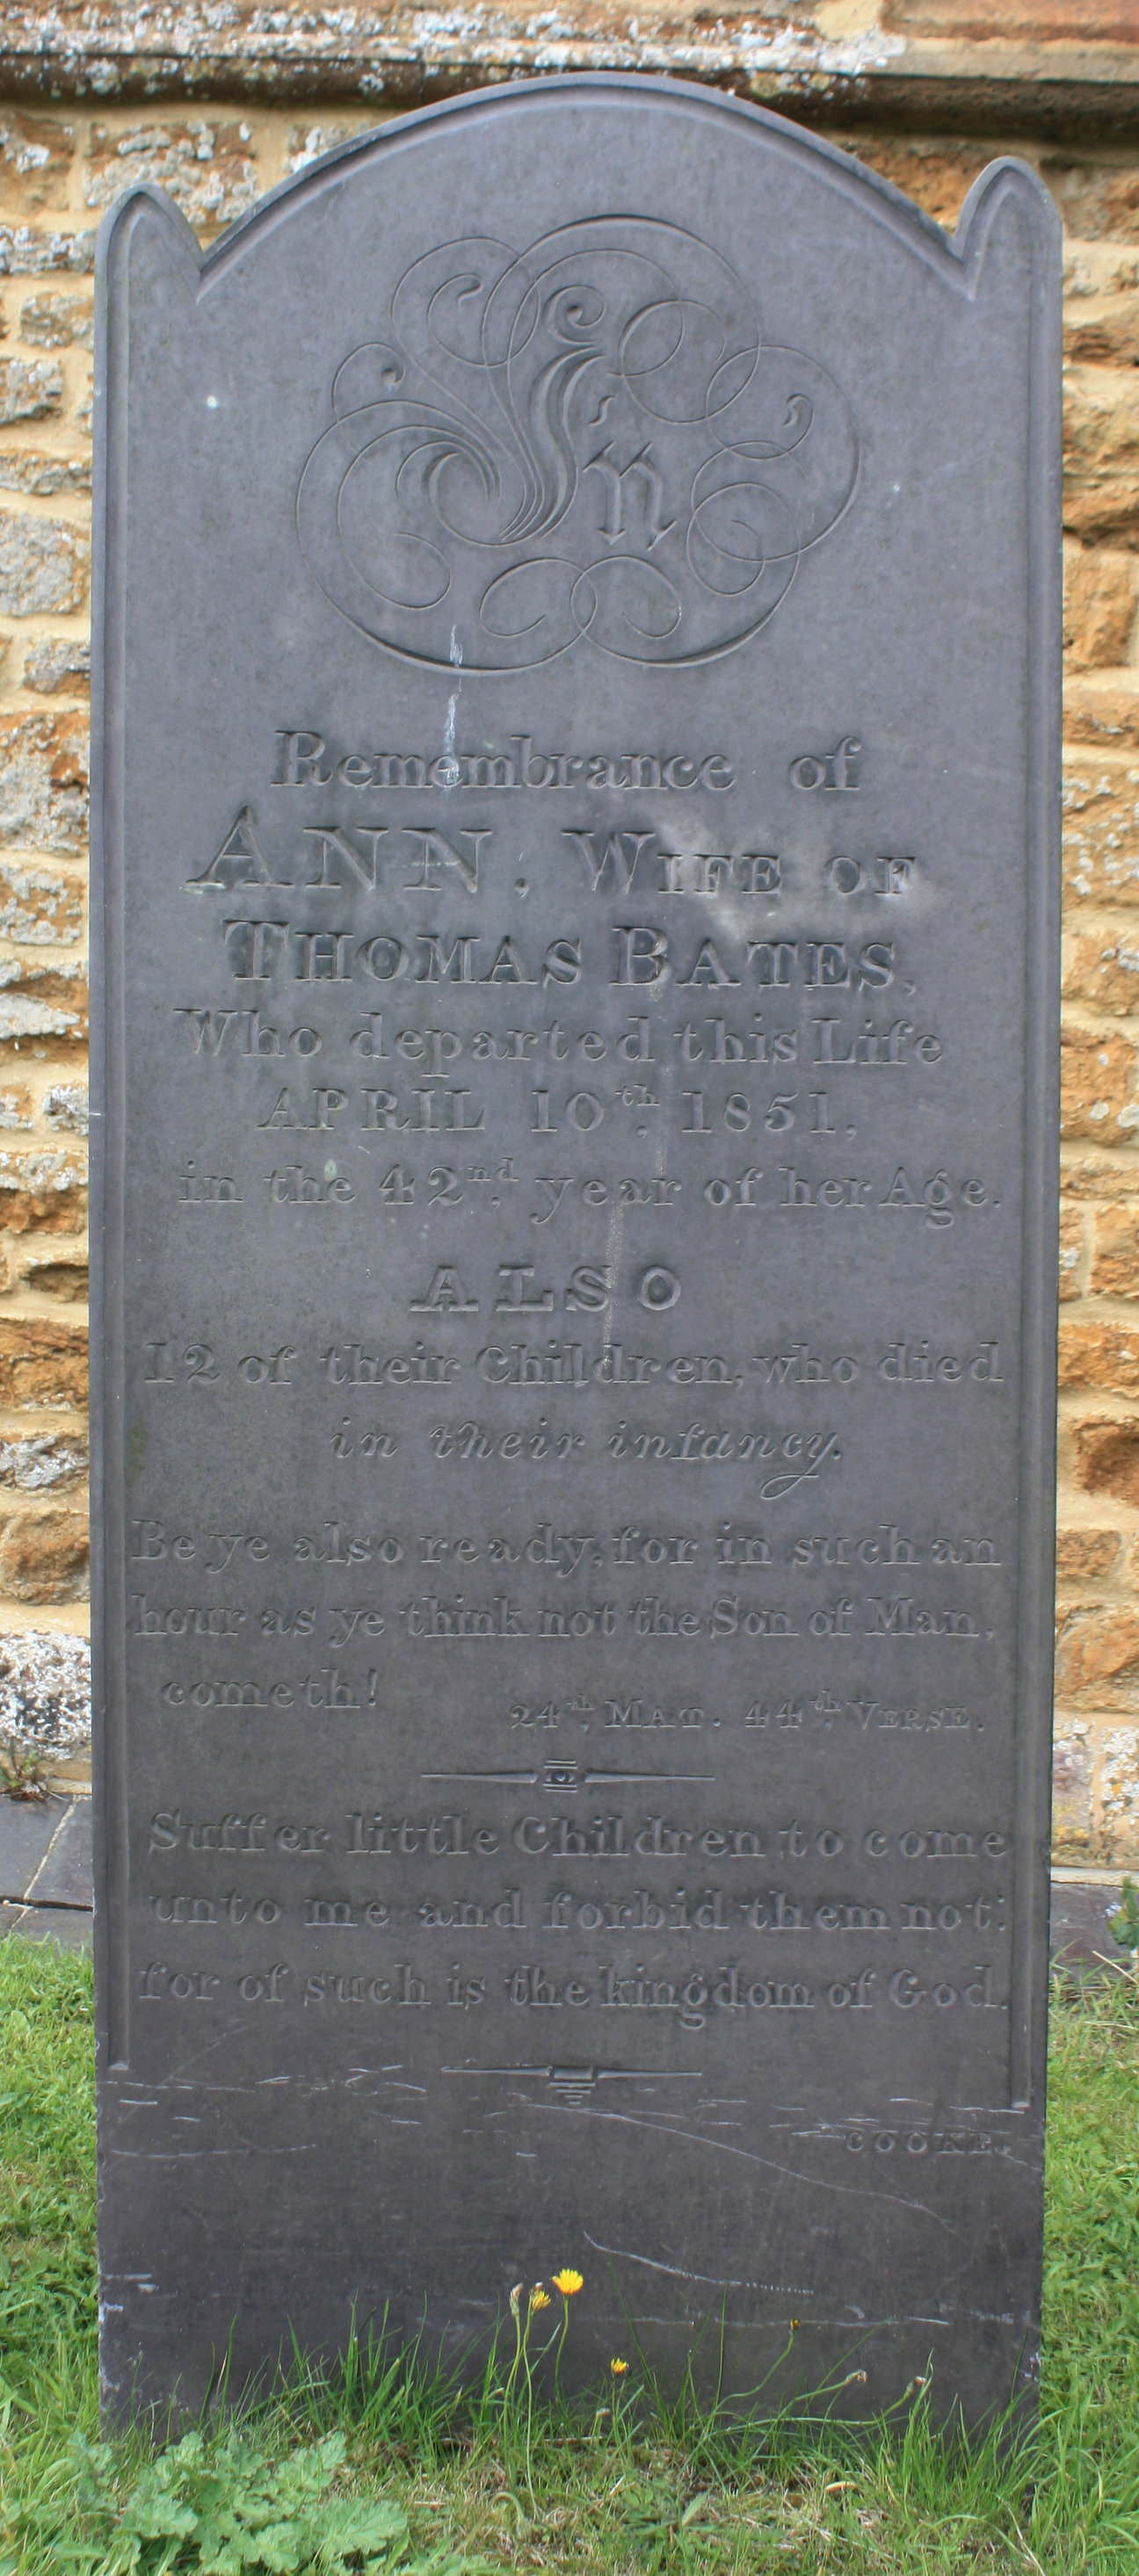 In
Remembrance of
ANN, WIFE OF
THOMAS BATES,
Who departed this Life
APRIL 10th, 1851,
in the 42nd year of her Age.
ALSO
12 of their Children, who died
in their infancy.
Be ye also ready, for in such an
hour as ye think not the Son of Man,
cometh!
24th, MAT. 44th VERSE.
Suffer little Children to come
unto me and forbid them not:
for of such is the kingdom of God.
COOKE.